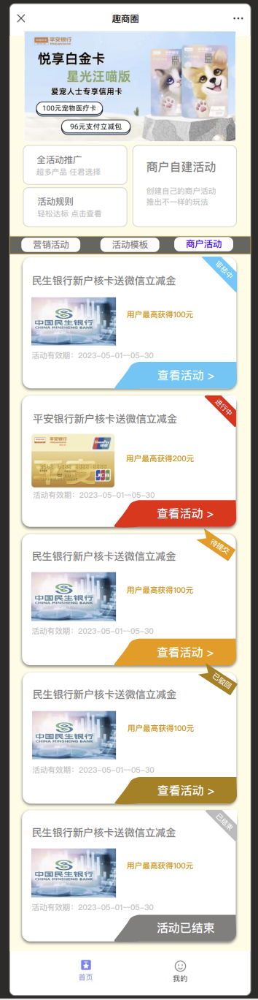 趣商圈
平安银行
悦享白金卡
星光汪喵版
爱宠人士专享信用卡
100元宠物医疗卡
96元支付立减包
全活动推广
超多产品 任君选择
商户自建活动
创建自己的商户活动
推出不一样的玩法
活动规则
轻松达标 点击查看
营销活动
活动模板
商户活动
审核中
民生银行新户核卡送微信立减金
中国民生银行
CHINA MINSHENG BANK
用户最高获得100元
活动有效期：2023-05-01--05-30
查看活动 >
进行中
平安银行新户核卡送微信立减金
平安银行
UnionPay
银联
平安
JCB
用户最高获得200元
活动有效期：2023-05-01--05-30
查看活动 >
待提交
民生银行新户核卡送微信立减金
中国民生银行
CHINA MINSHENG BANK
用户最高获得100元
活动有效期：2023-05-01--05-30
查看活动 >
已驳回
民生银行新户核卡送微信立减金
中国民生银行
CHINA MINSHENG BANK
用户最高获得100元
活动有效期：2023-05-01--05-30
查看活动 >
已结束
民生银行新户核卡送微信立减金
中国民生银行
CHINA MINSHENG BANK
用户最高获得100元
活动有效期：2023-05-01--05-30
活动已结束
首页
我的